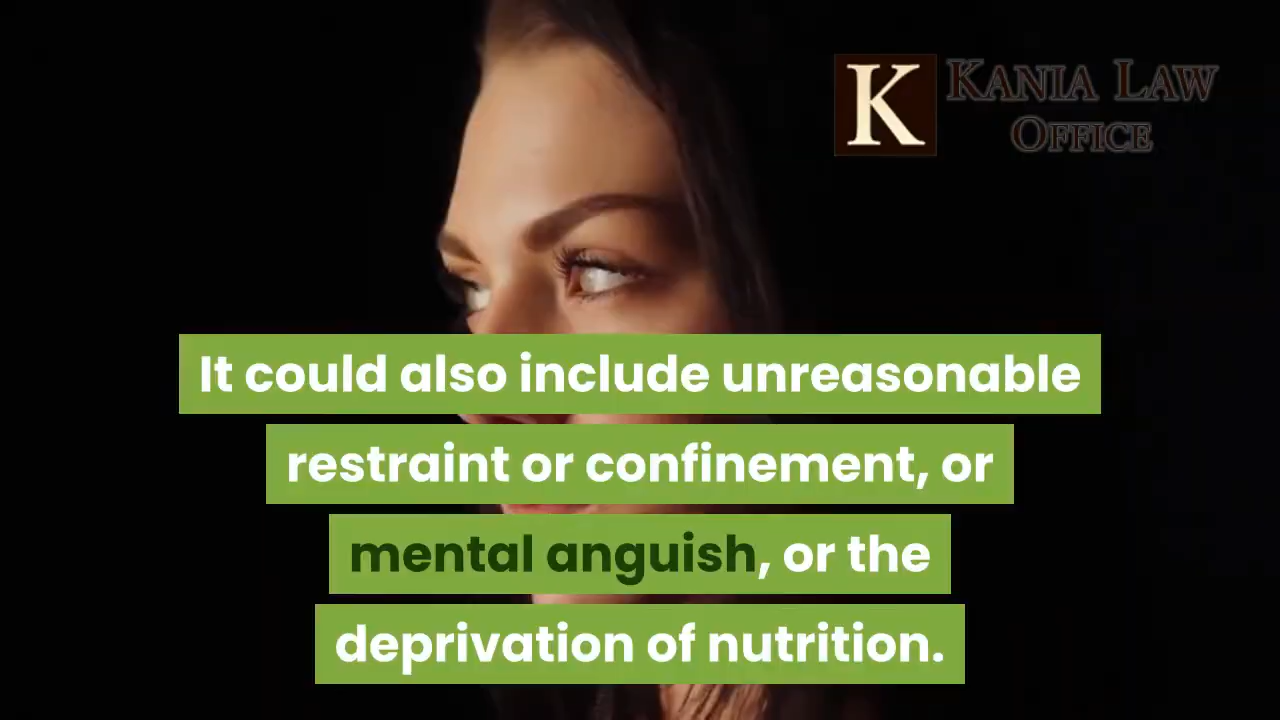 K
KANIA LAW
OFFICE
It could also include unreasonable
restraint or confinement, or
mental anguish, or the
deprivation of nutrition.